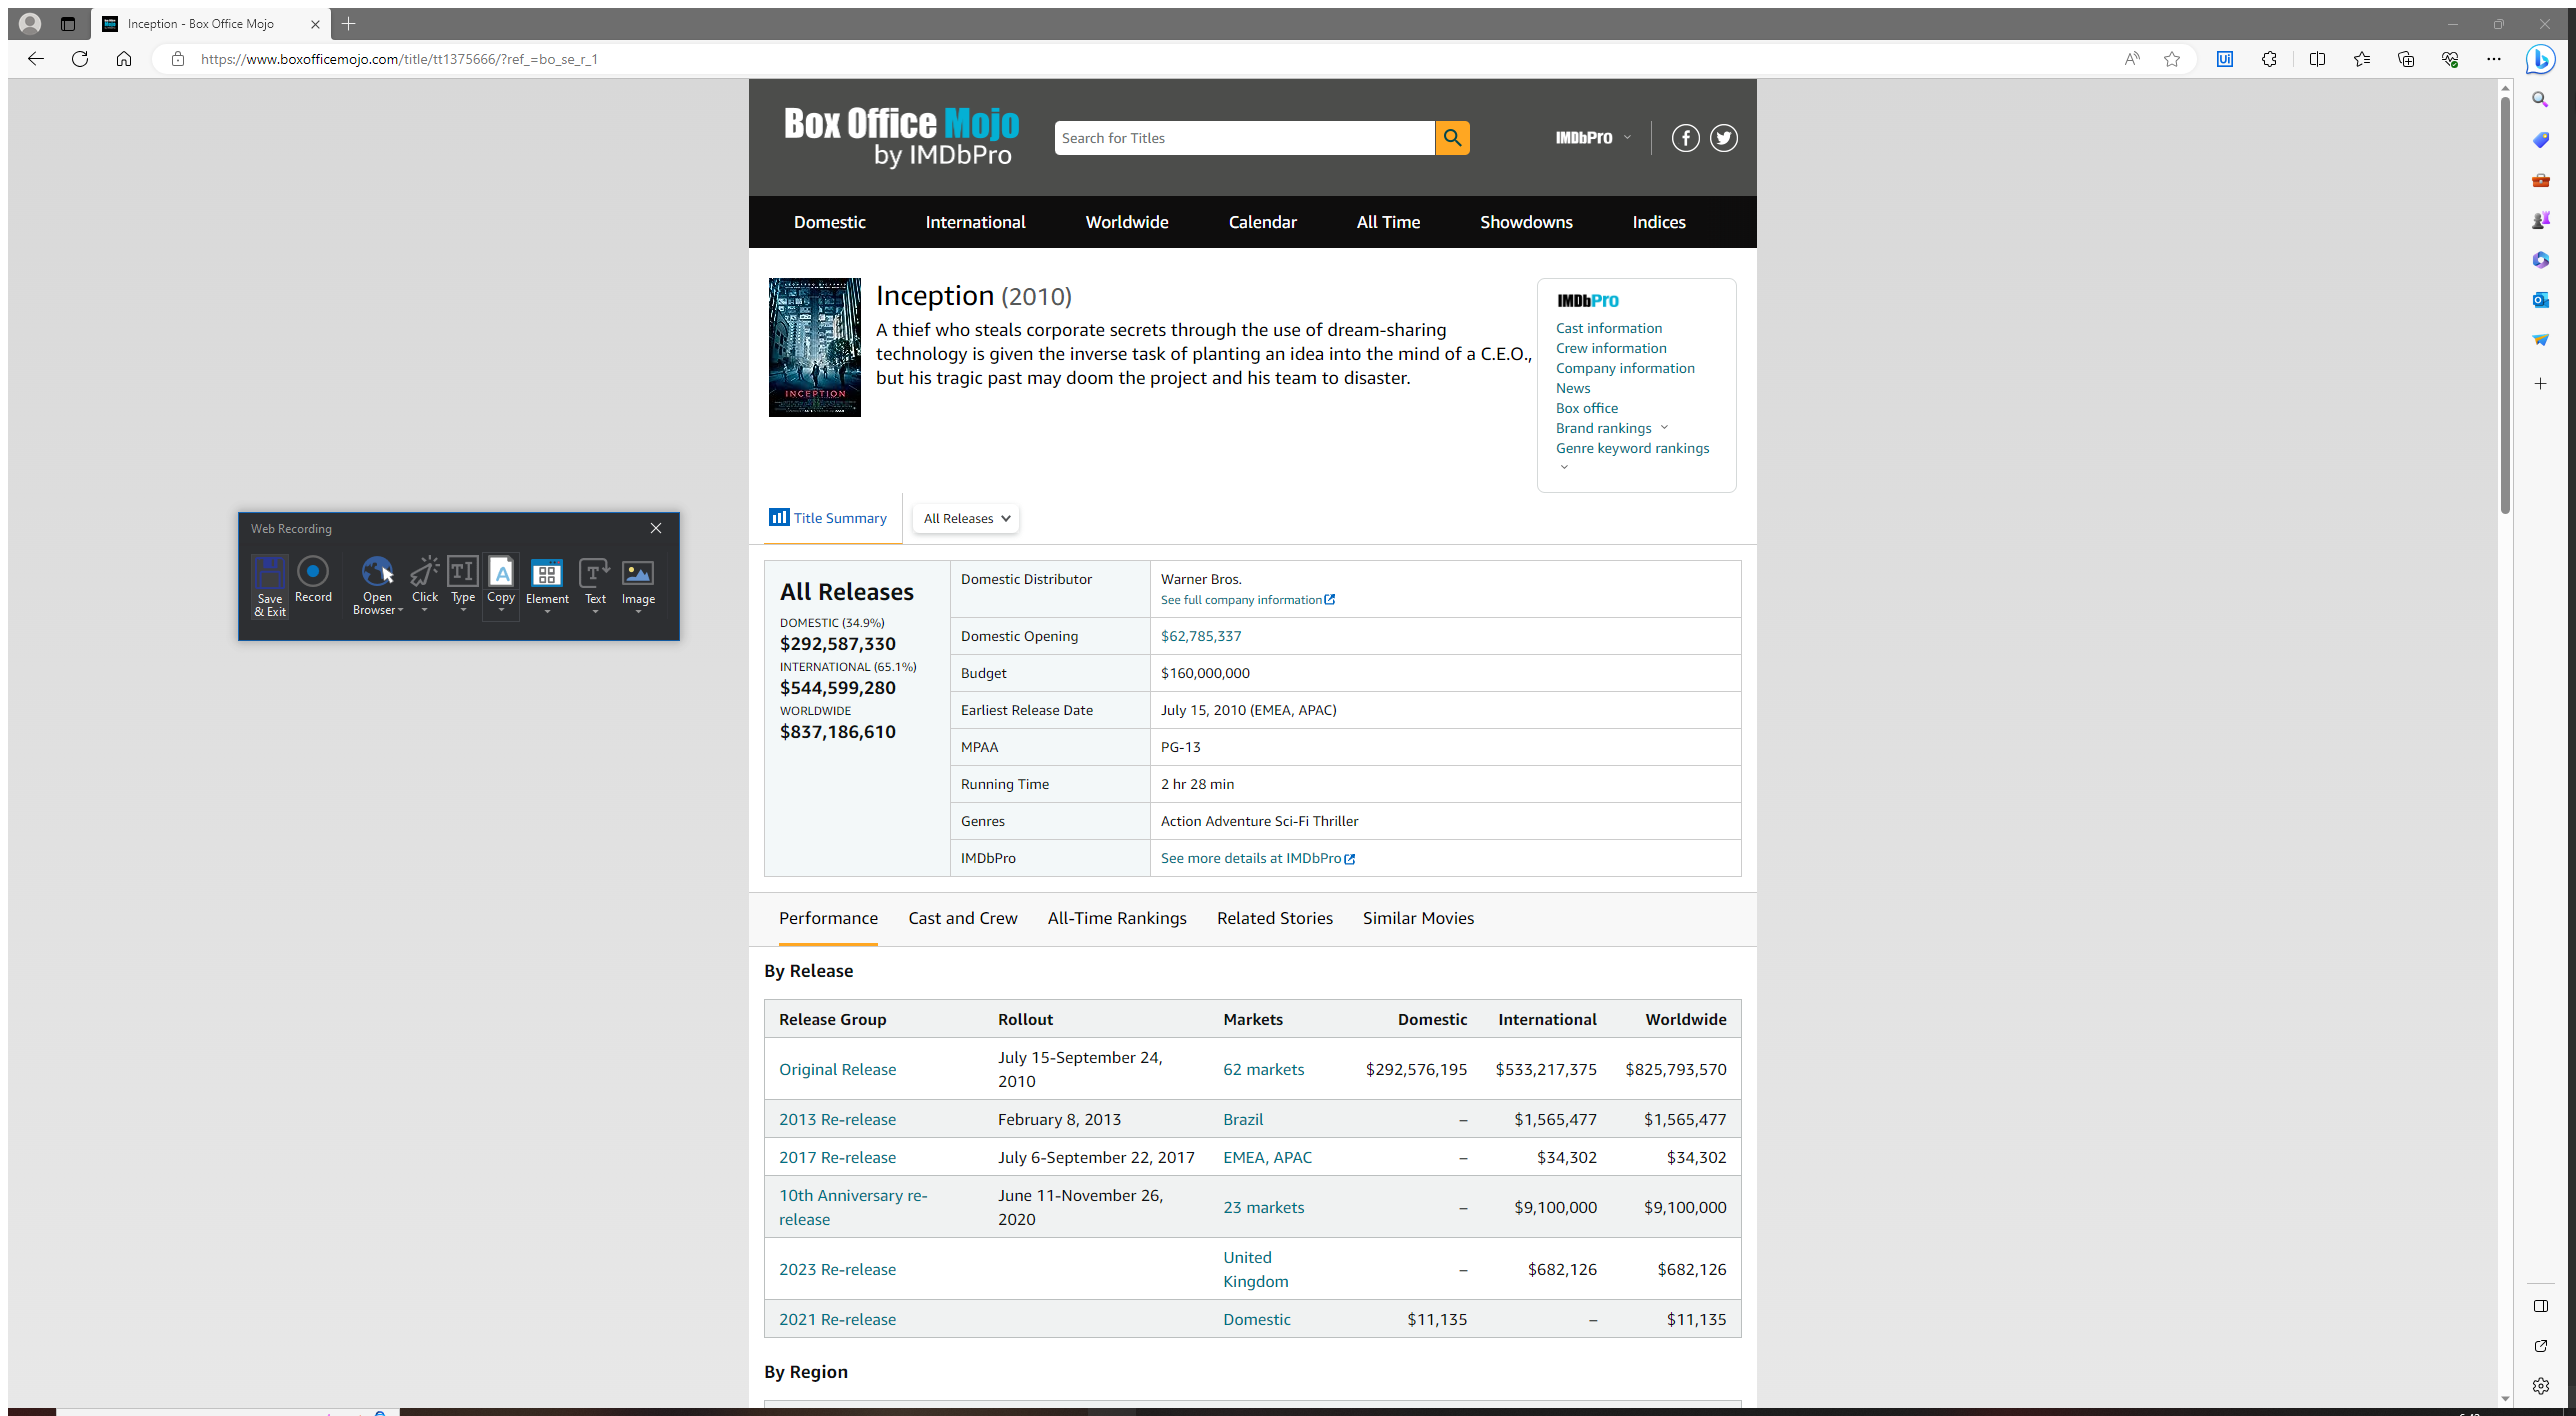 Inception - Box Office Mojo
https://www.boxofficemojo.com/title/tt1375666/?ref_=bo_se_r_1
Box Office Mojo
by IMDbPro
Search for Titles
IMDbPro
Domestic International Worldwide Calendar All Time Showdowns Indices
INCEPTION
Inception (2010)
A thief who steals corporate secrets through the use of dream-sharing
technology is given the inverse task of planting an idea into the mind of a C.E.O.,
but his tragic past may doom the project and his team to disaster.
IMDbPro
Cast information
Crew information
Company information
News
Box office
Brand rankings
Genre keyword rankings
Title Summary
All Releases
Web Recording
Save
& Exit
Record
Open
Browser
Click
Type
Copy
Element
Text
Image
All Releases
DOMESTIC (34.9%)
$292,587,330
INTERNATIONAL (65.1%)
$544,599,280
WORLDWIDE
$837,186,610
Domestic Distributor Warner Bros.
See full company information
Domestic Opening $62,785,337
Budget $160,000,000
Earliest Release Date July 15, 2010 (EMEA, APAC)
MPAA PG-13
Running Time 2 hr 28 min
Genres Action Adventure Sci-Fi Thriller
IMDbPro See more details at IMDbPro
Performance Cast and Crew All-Time Rankings Related Stories Similar Movies
By Release
Release Group Rollout Markets Domestic International Worldwide
Original Release July 15-September 24, 2010 62 markets $292,576,195 $533,217,375 $825,793,570
2013 Re-release February 8, 2013 Brazil – $1,565,477 $1,565,477
2017 Re-release July 6-September 22, 2017 EMEA, APAC – $34,302 $34,302
10th Anniversary re-release June 11-November 26, 2020 23 markets – $9,100,000 $9,100,000
2023 Re-release United Kingdom – $682,126 $682,126
2021 Re-release Domestic $11,135 – $11,135
By Region